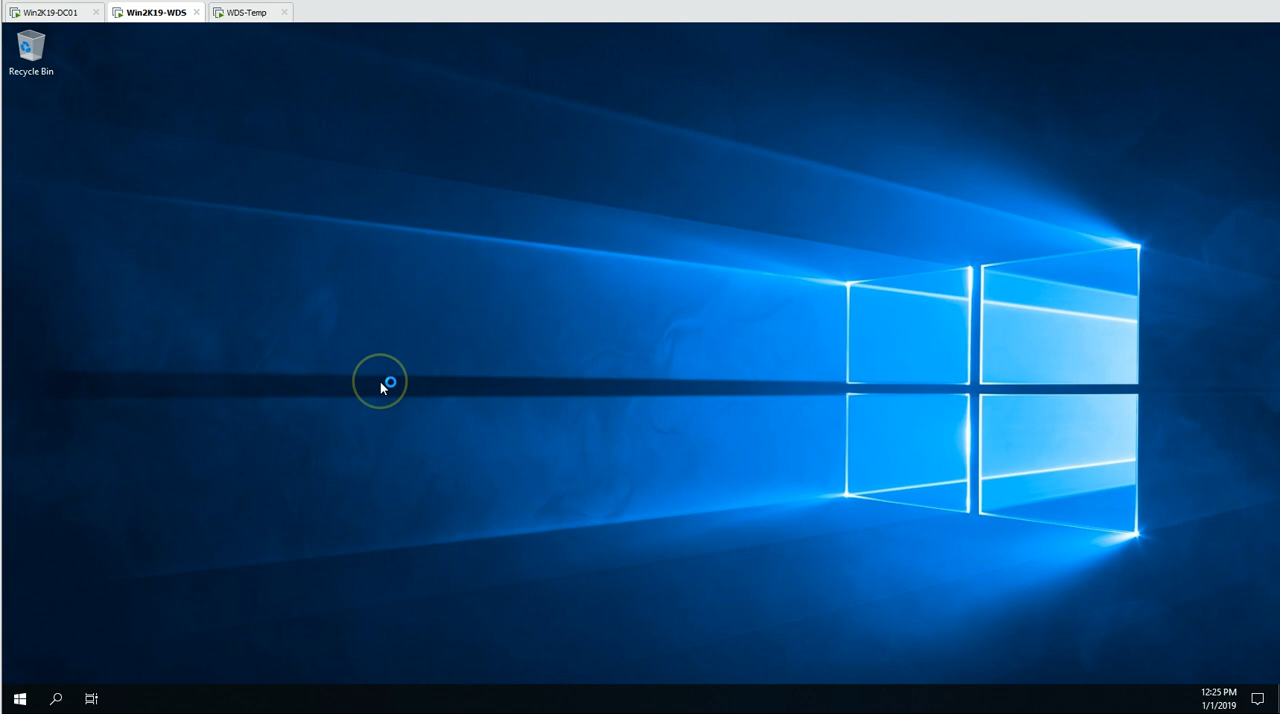 Win2K19-DC01
Win2K19-WDS
WDS-Temp
Recycle Bin
12:25 PM
1/1/2019